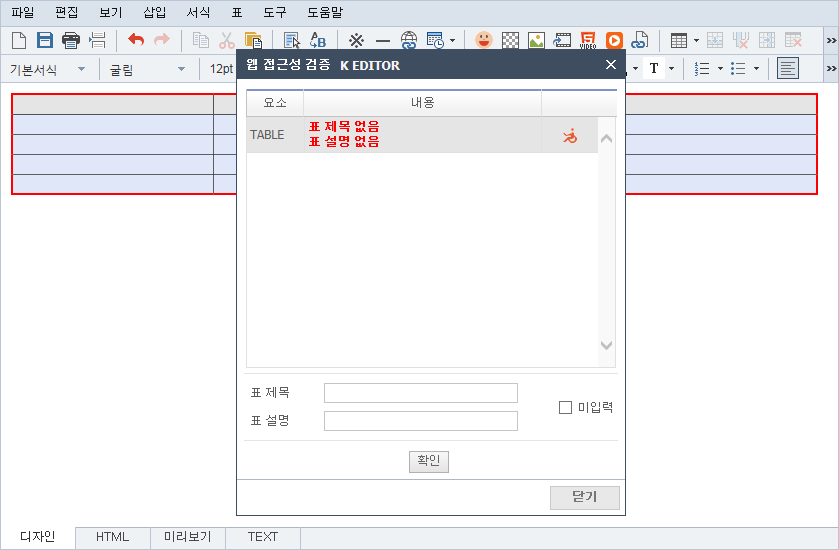 파일 편집 보기 삽입 서식 표 도구 도움말
VIDEO
기본서식 굴림 12pt T
웹 접근성 검증 K EDITOR
요소 내용
TABLE 표 제목 없음
표 설명 없음
표 제목
표 설명
미입력
확인
닫기
디자인 HTML 미리보기 TEXT